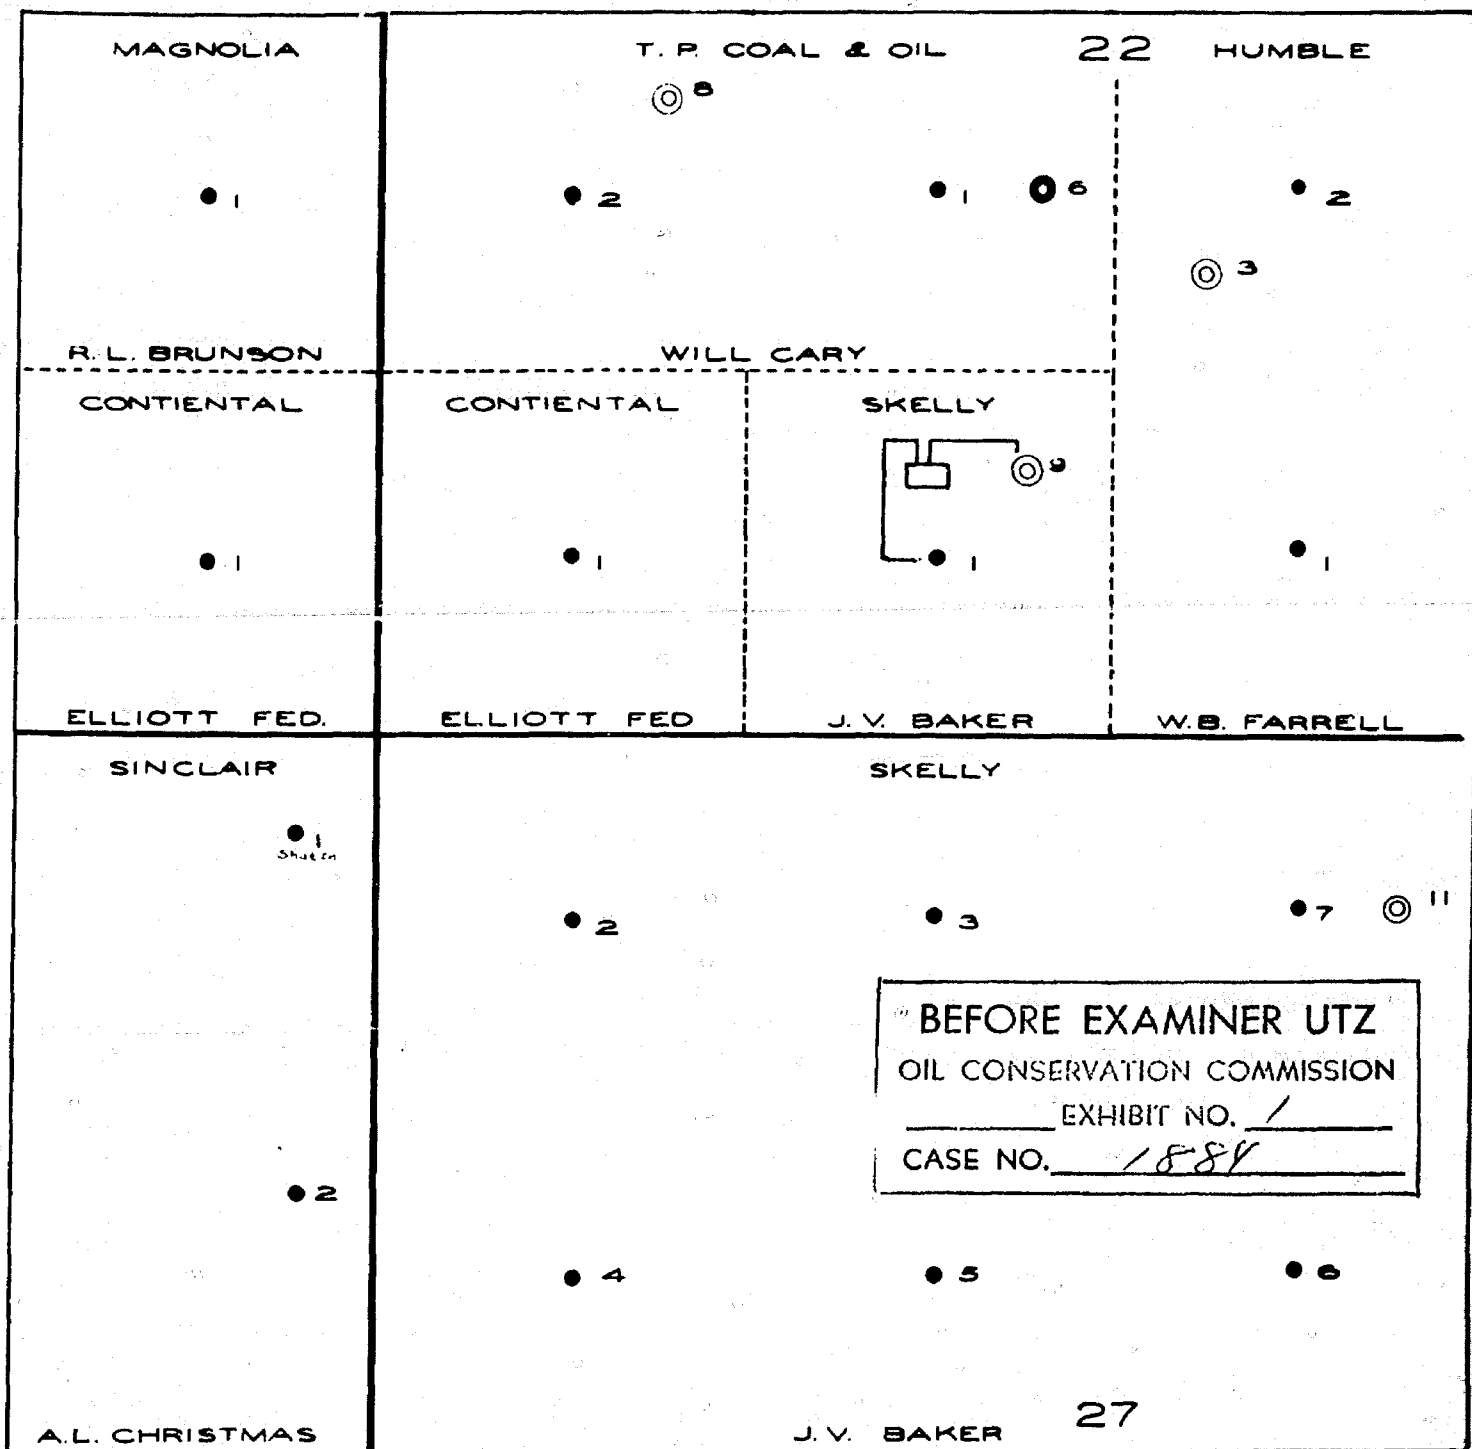 MAGNOLIA
T. P. COAL & OIL
22
HUMBLE
8
1
2
1
6
2
3
R. L. BRUNSON
WILL CARY
CONTIENTAL
CONTIENTAL
SKELLY
9
1
1
1
1
ELLIOTT FED.
ELLIOTT FED
J. V. BAKER
W.B. FARRELL
SINCLAIR
SKELLY
1
Shut in
2
3
7
11
BEFORE EXAMINER UTZ
OIL CONSERVATION COMMISSION
EXHIBIT NO. 1
CASE NO. 1884
2
4
5
6
27
A.L. CHRISTMAS
J. V. BAKER